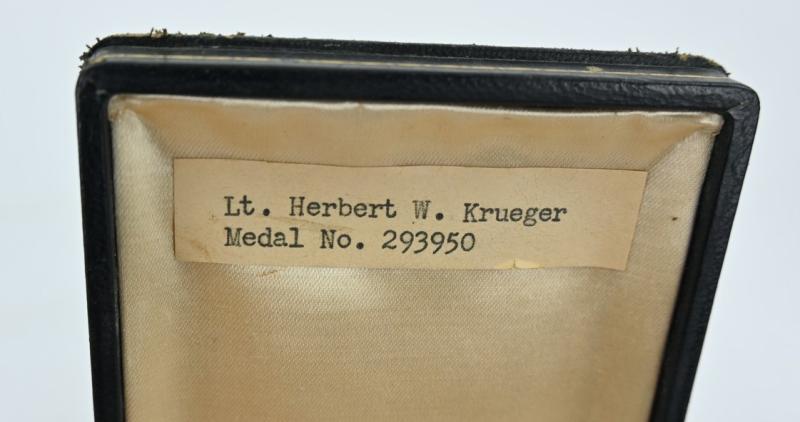 Lt. Herbert W. Krueger
Medal No. 293950